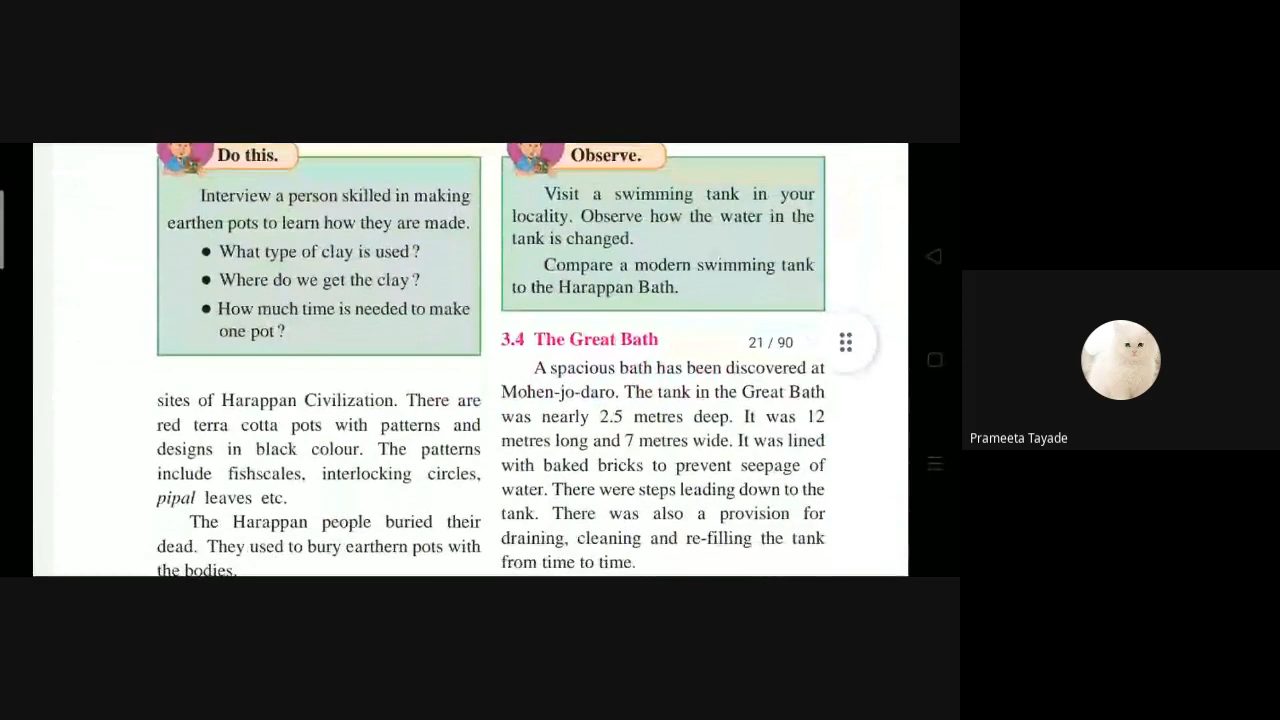 Do this.
Interview a person skilled in making
earthen pots to learn how they are made.
● What type of clay is used?
● Where do we get the clay?
● How much time is needed to make
one pot?
sites of Harappan Civilization. There are
red terra cotta pots with patterns and
designs in black colour. The patterns
include fishscales, interlocking circles,
pipal leaves etc.
The Harappan people buried their
dead. They used to bury earthern pots with
the bodies.
Observe.
Visit a swimming tank in your
locality. Observe how the water in the
tank is changed.
Compare a modern swimming tank
to the Harappan Bath.
3.4 The Great Bath
21 / 90
A spacious bath has been discovered at
Mohen-jo-daro. The tank in the Great Bath
was nearly 2.5 metres deep. It was 12
metres long and 7 metres wide. It was lined
with baked bricks to prevent seepage of
water. There were steps leading down to the
tank. There was also a provision for
draining, cleaning and re-filling the tank
from time to time.
Prameeta Tayade